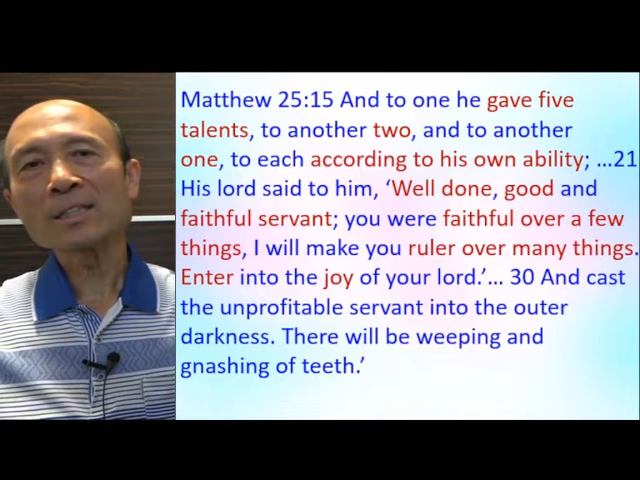 Matthew 25:15 And to one he gave five
talents, to another two, and to another
one, to each according to his own ability; ...21
His lord said to him, ‘Well done, good and
faithful servant; you were faithful over a few
things, I will make you ruler over many things.
Enter into the joy of your lord.’... 30 And cast
the unprofitable servant into the outer
darkness. There will be weeping and
gnashing of teeth.’